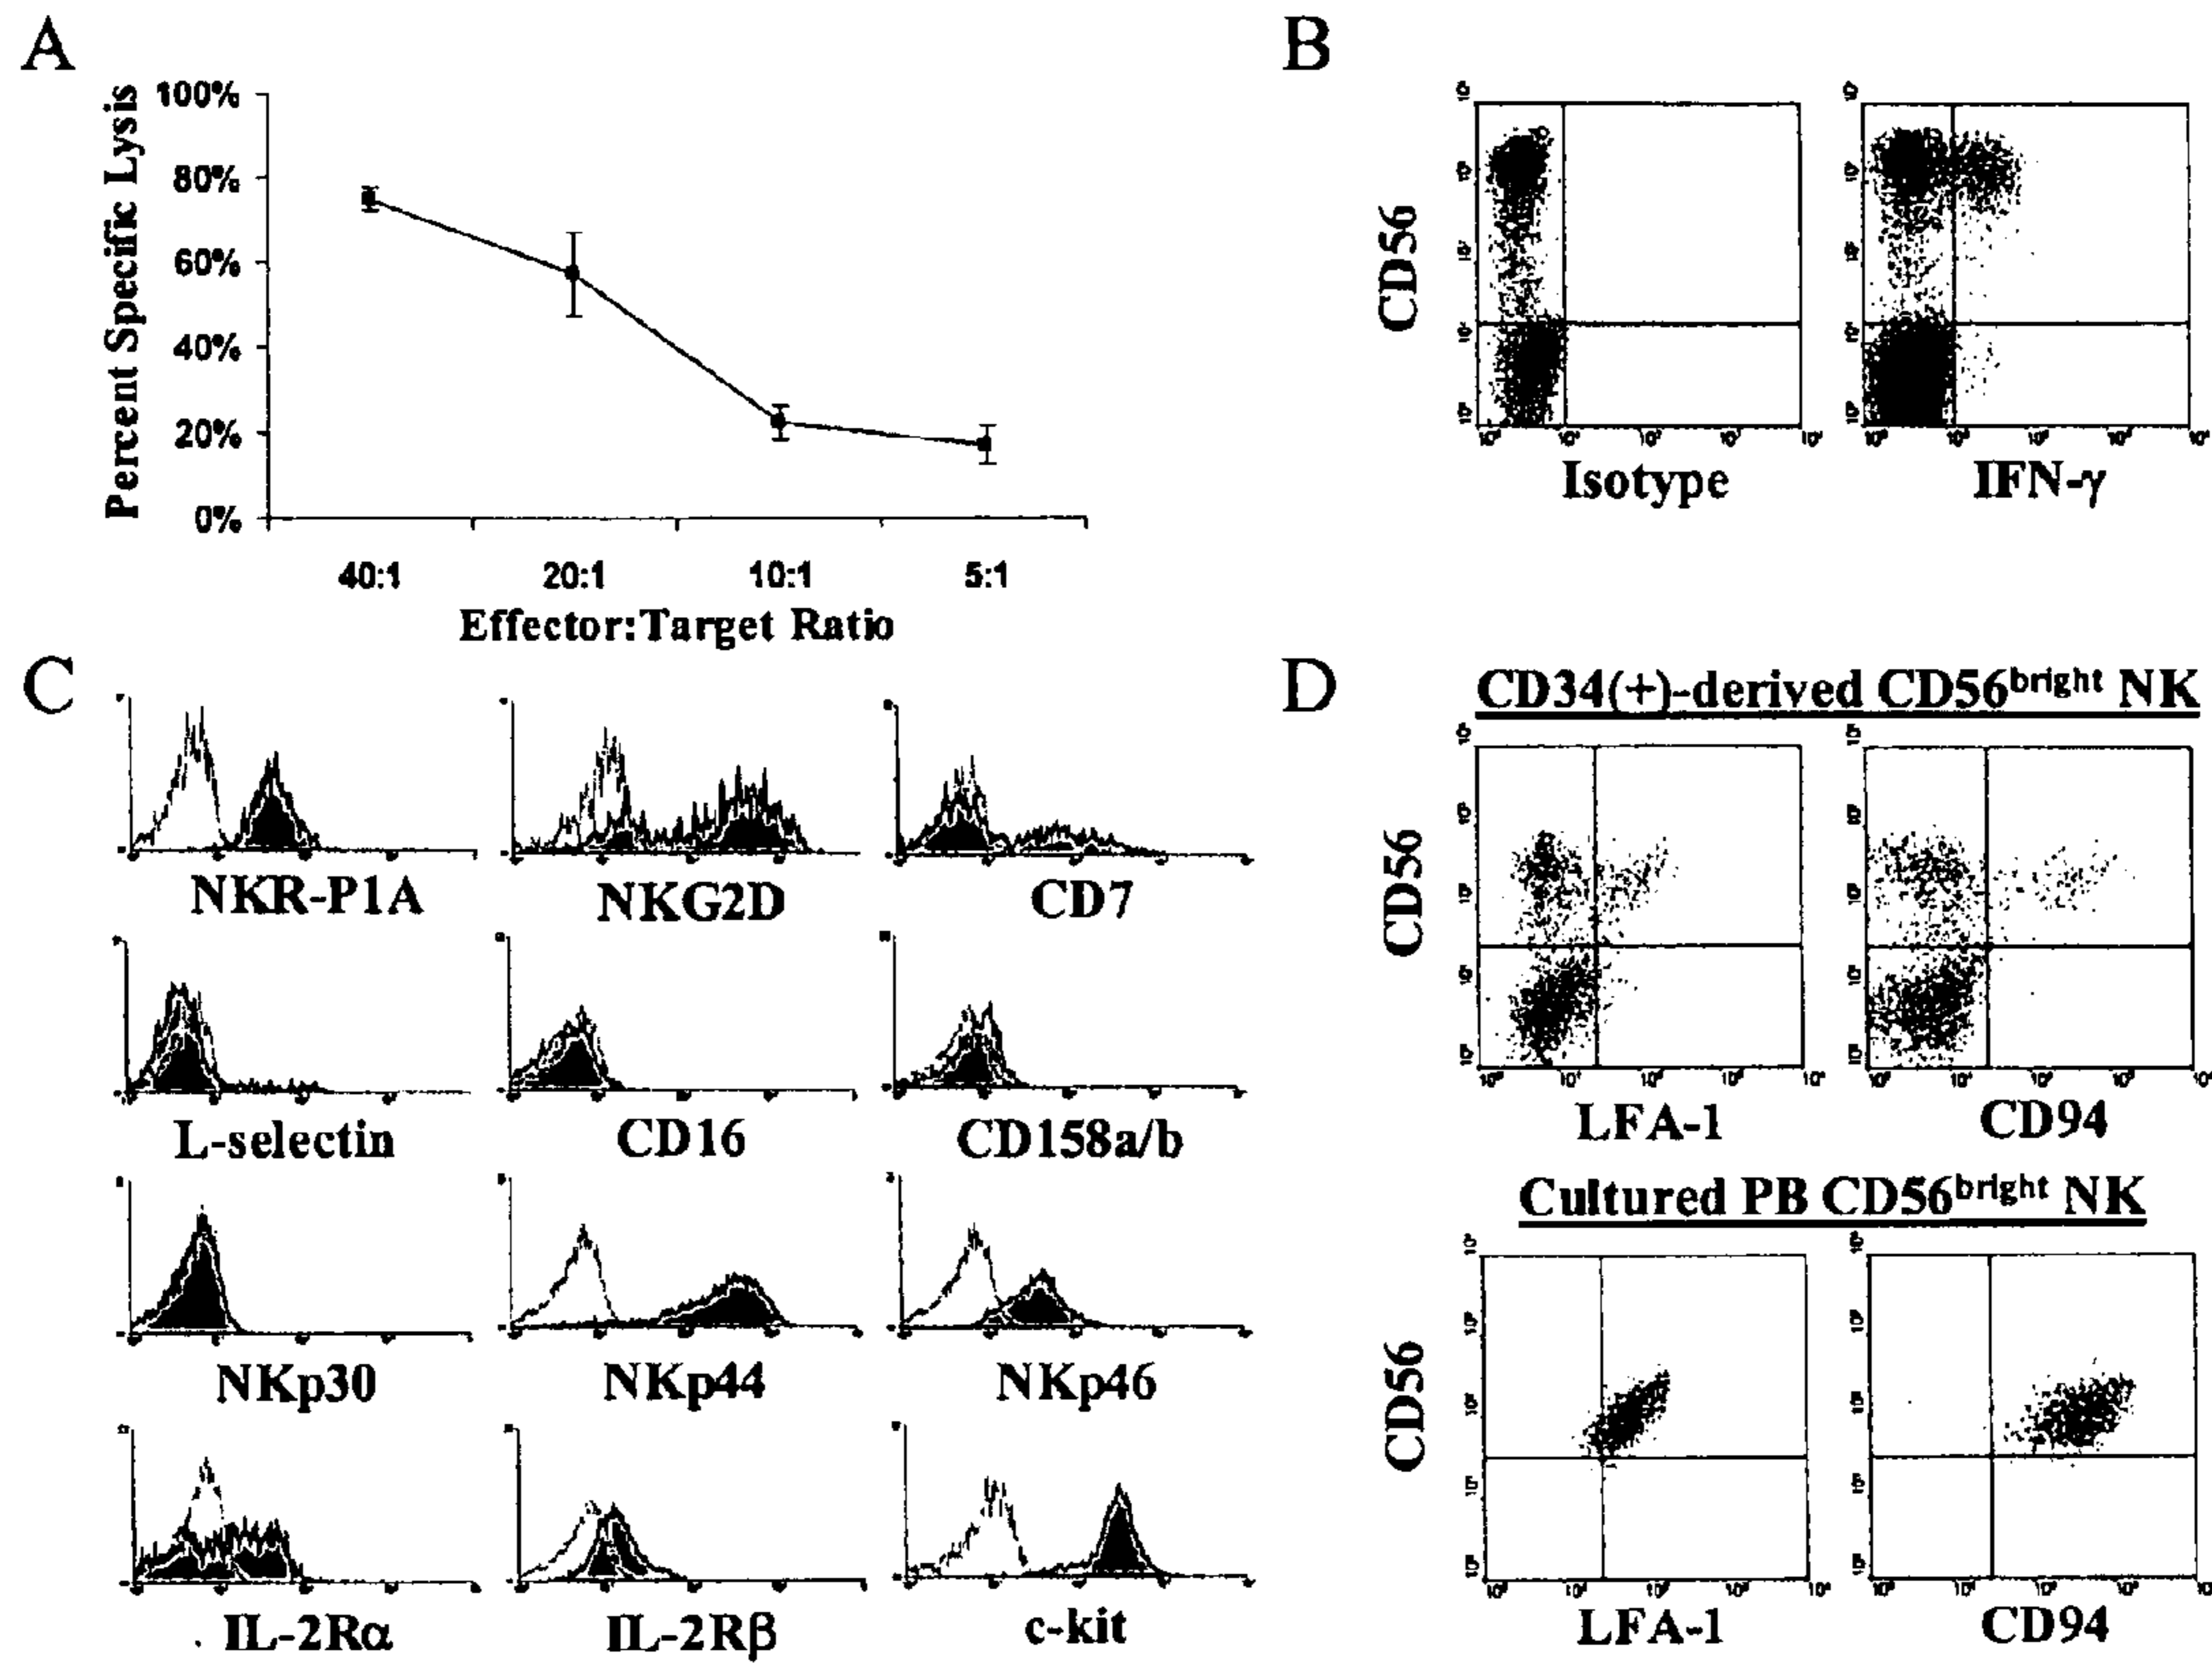 A
100%
80%
60%
40%
20%
0%
Percent Specific Lysis
40:1 20:1 10:1 5:1
Effector:Target Ratio
B
CD56
Isotype IFN-γ
C
NKR-P1A NKG2D CD7
L-selectin CD16 CD158a/b
NKp30 NKp44 NKp46
IL-2Rα IL-2Rβ c-kit
D
CD34(+)-derived CD56bright NK
CD56
LFA-1 CD94
Cultured PB CD56bright NK
CD56
LFA-1 CD94